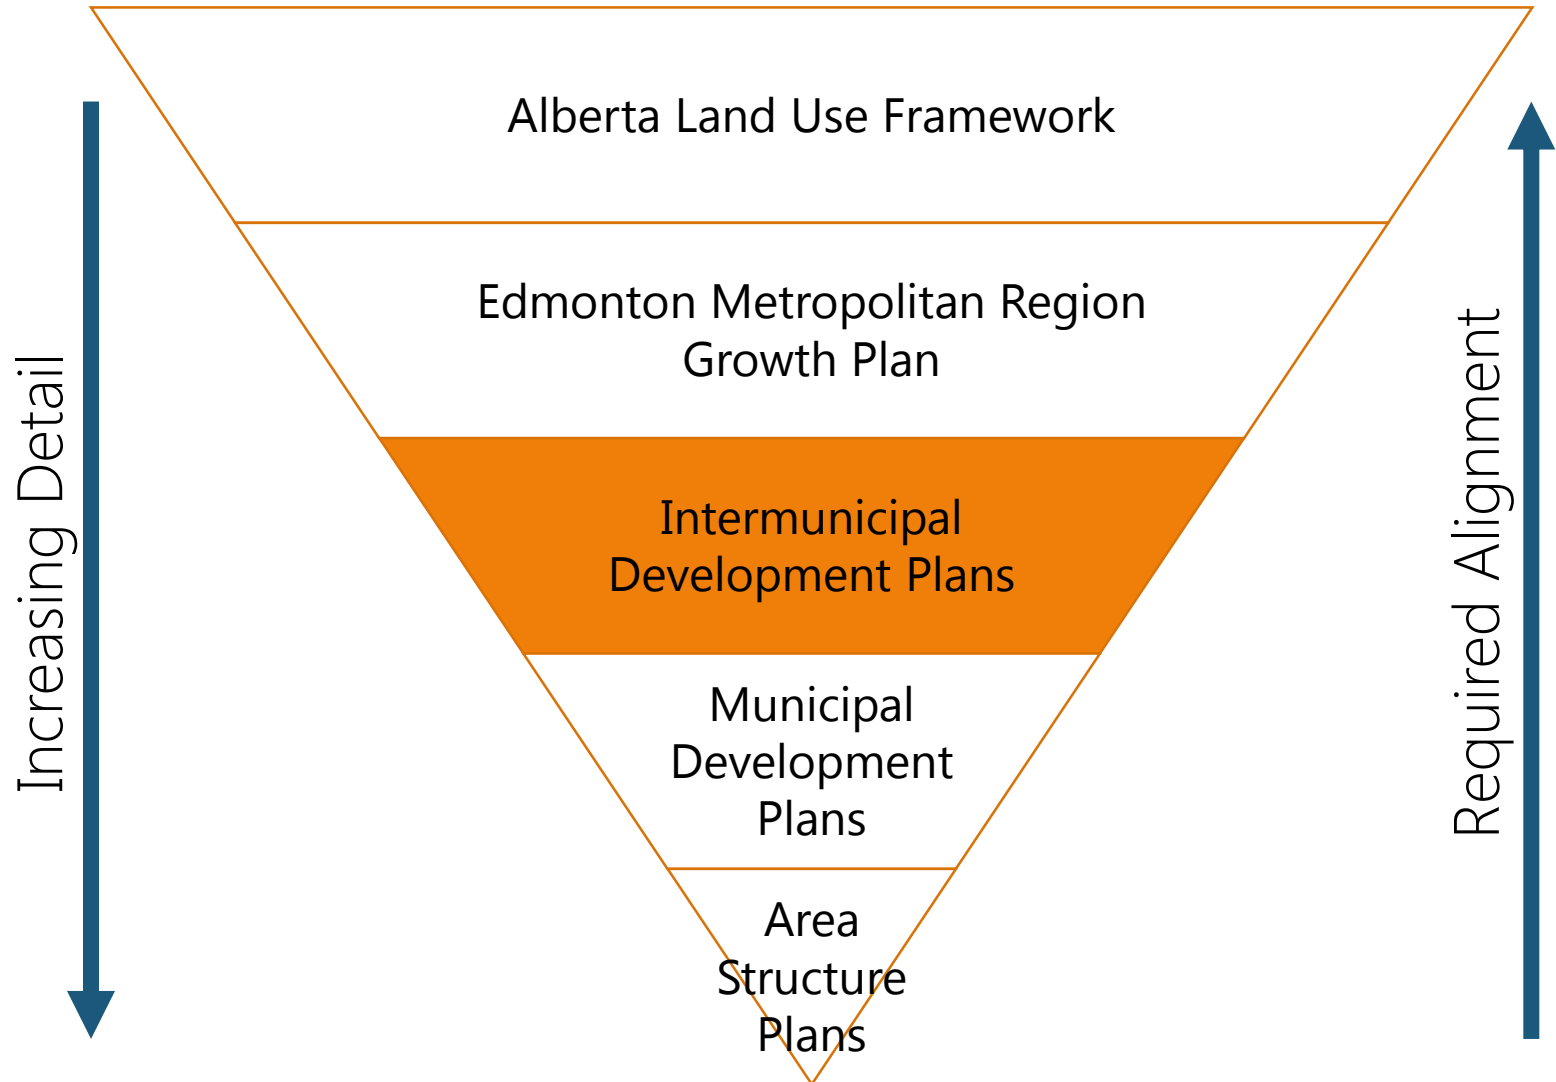 Alberta Land Use Framework
Edmonton Metropolitan Region
Growth Plan
Intermunicipal
Development Plans
Municipal
Development
Plans
Area
Structure
Plans
Increasing Detail
Required Alignment